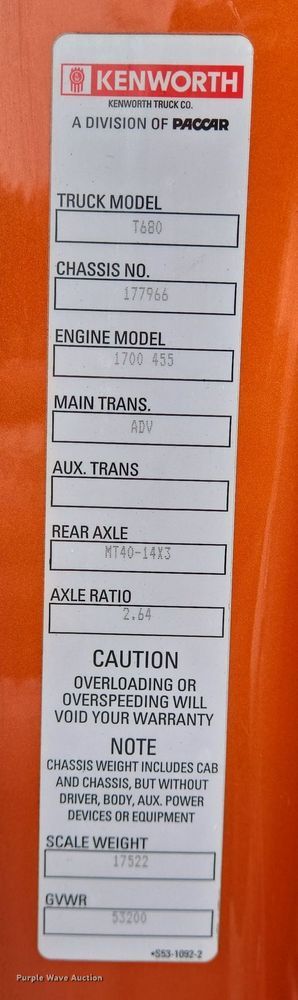 KENWORTH
KENWORTH TRUCK CO.
A DIVISION OF PACCAR
TRUCK MODEL
T680
CHASSIS NO.
177966
ENGINE MODEL
1700 455
MAIN TRANS.
ADV
AUX. TRANS
REAR AXLE
MT40-14X3
AXLE RATIO
2.64
CAUTION
OVERLOADING OR
OVERSPEEDING WILL
VOID YOUR WARRANTY
NOTE
CHASSIS WEIGHT INCLUDES CAB
AND CHASSIS, BUT WITHOUT
DRIVER, BODY, AUX. POWER
DEVICES OR EQUIPMENT
SCALE WEIGHT
17522
GVWR
53200
•S53-1092-2
Purple Wave Auction